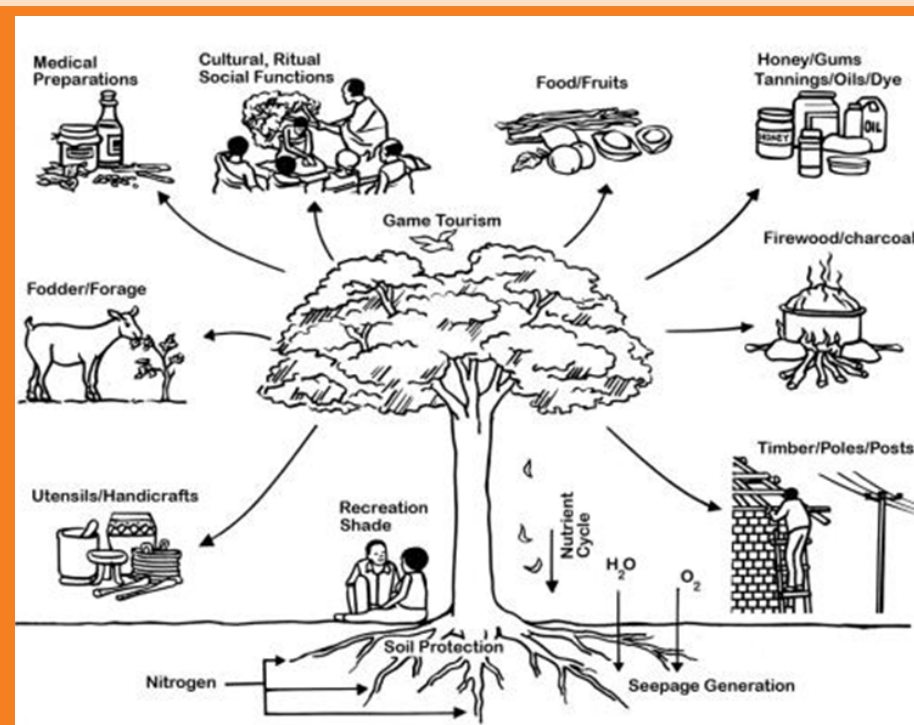 Medical
Preparations
Cultural, Ritual
Social Functions
Food/Fruits
Honey/Gums
Tannings/Oils/Dye
HONEY
OIL
Game Tourism
Firewood/charcoal
Fodder/Forage
Timber/Poles/Posts
Utensils/Handicrafts
Recreation
Shade
Nutrient
Cycle
H₂O
O₂
Soil Protection
Nitrogen
Seepage Generation